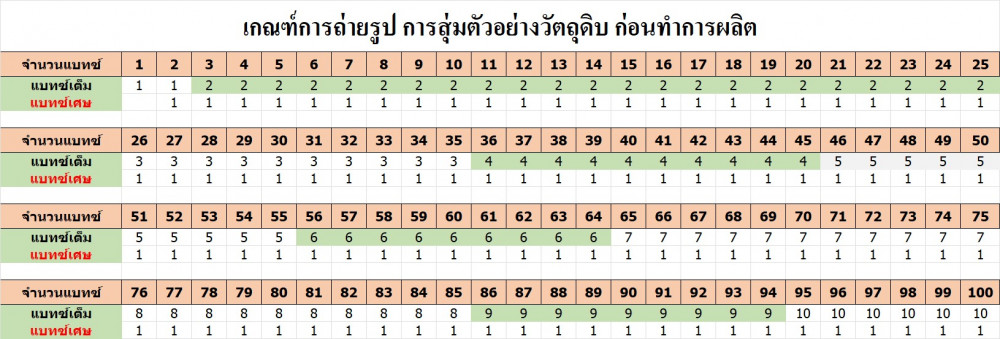 เกณฑ์การถ่ายรูป การสุ่มตัวอย่างวัตถุดิบ ก่อนทำการผลิต
จำนวนแบทช์ 1 2 3 4 5 6 7 8 9 10 11 12 13 14 15 16 17 18 19 20 21 22 23 24 25
แบทช์เต็ม 1 1 2 2 2 2 2 2 2 2 2 2 2 2 2 2 2 2 2 2 2 2 2 2 2
แบทช์เศษ 1 1 1 1 1 1 1 1 1 1 1 1 1 1 1 1 1 1 1 1 1 1 1 1
จำนวนแบทช์ 26 27 28 29 30 31 32 33 34 35 36 37 38 39 40 41 42 43 44 45 46 47 48 49 50
แบทช์เต็ม 3 3 3 3 3 3 3 3 3 3 4 4 4 4 4 4 4 4 4 4 5 5 5 5 5
แบทช์เศษ 1 1 1 1 1 1 1 1 1 1 1 1 1 1 1 1 1 1 1 1 1 1 1 1 1
จำนวนแบทช์ 51 52 53 54 55 56 57 58 59 60 61 62 63 64 65 66 67 68 69 70 71 72 73 74 75
แบทช์เต็ม 5 5 5 5 5 6 6 6 6 6 6 6 6 6 7 7 7 7 7 7 7 7 7 7 7
แบทช์เศษ 1 1 1 1 1 1 1 1 1 1 1 1 1 1 1 1 1 1 1 1 1 1 1 1 1
จำนวนแบทช์ 76 77 78 79 80 81 82 83 84 85 86 87 88 89 90 91 92 93 94 95 96 97 98 99 100
แบทช์เต็ม 8 8 8 8 8 8 8 8 8 8 9 9 9 9 9 9 9 9 9 10 10 10 10 10 10
แบทช์เศษ 1 1 1 1 1 1 1 1 1 1 1 1 1 1 1 1 1 1 1 1 1 1 1 1 1